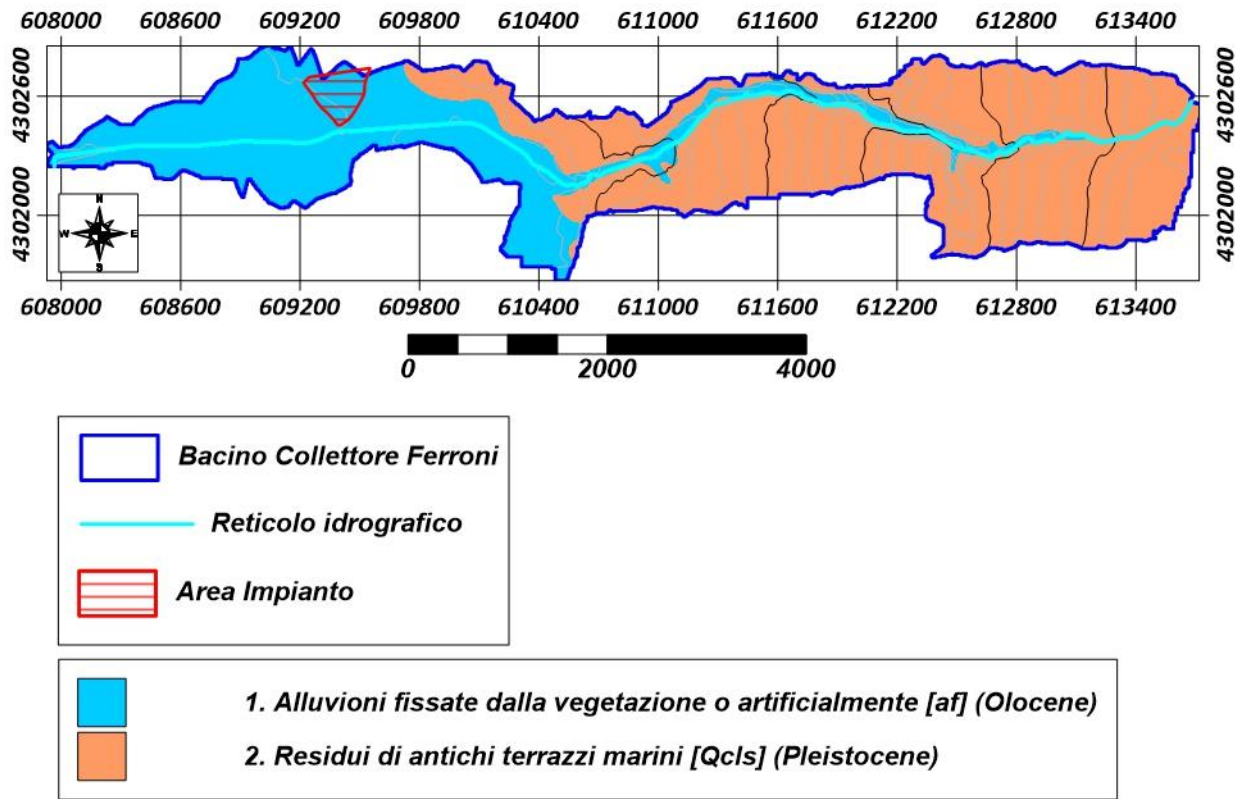 608000 608600 609200 609800 610400 611000 611600 612200 612800 613400
4302600 4302600
4302000 4302000
N
W E
S
608000 608600 609200 609800 610400 611000 611600 612200 612800 613400
0 2000 4000
Bacino Collettore Ferroni
Reticolo idrografico
Area Impianto
1. Alluvioni fissate dalla vegetazione o artificialmente [af] (Olocene)
2. Residui di antichi terrazzi marini [Qcls] (Pleistocene)